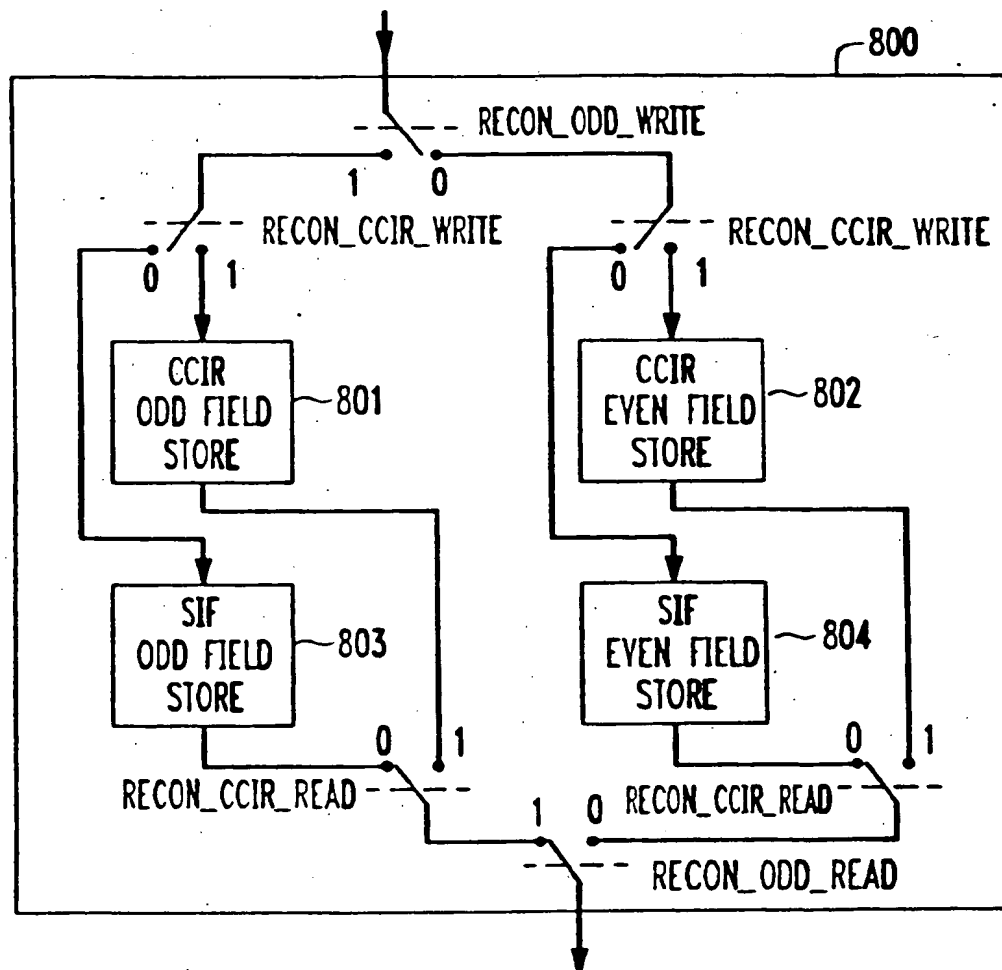 800
RECON_ODD_WRITE
1 0
RECON_CCIR_WRITE
RECON_CCIR_WRITE
0 1
0 1
CCIR
ODD FIELD
STORE
801
CCIR
EVEN FIELD
STORE
802
SIF
ODD FIELD
STORE
803
SIF
EVEN FIELD
STORE
804
0 1
RECON_CCIR_READ
0 1
RECON_CCIR_READ
1 0
RECON_ODD_READ